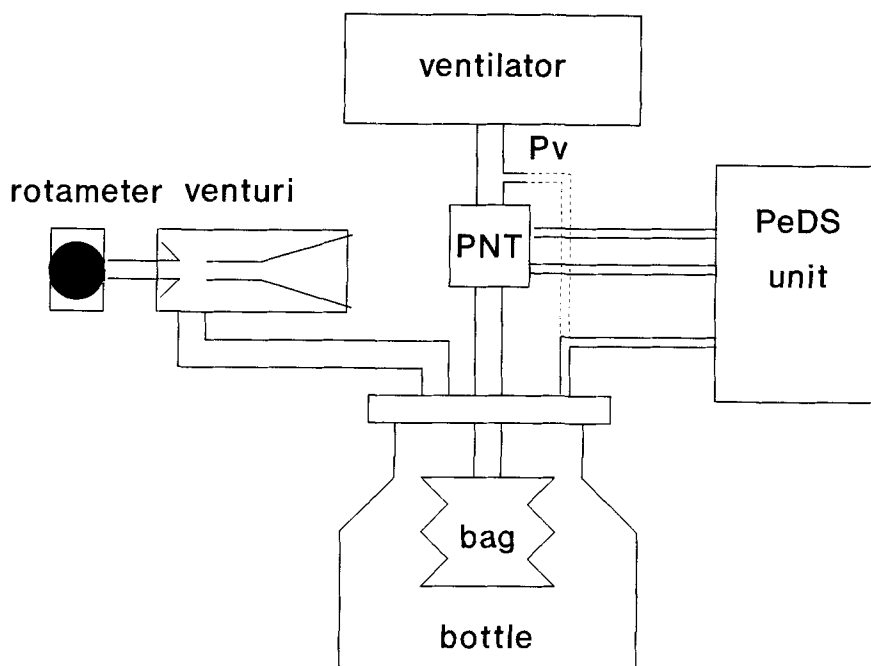 ventilator
Pv
rotameter venturi
PNT
PeDS
unit
bag
bottle